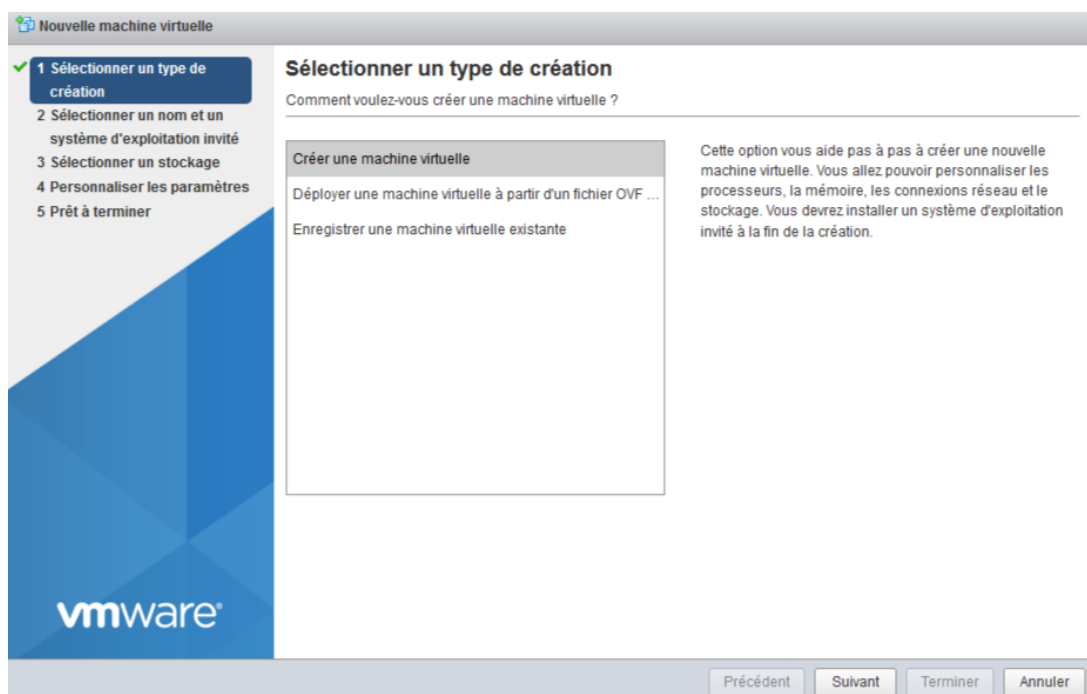 Nouvelle machine virtuelle
1 Sélectionner un type de
création
2 Sélectionner un nom et un
système d'exploitation invité
3 Sélectionner un stockage
4 Personnaliser les paramètres
5 Prêt à terminer
Sélectionner un type de création
Comment voulez-vous créer une machine virtuelle ?
Créer une machine virtuelle
Déployer une machine virtuelle à partir d'un fichier OVF ...
Enregistrer une machine virtuelle existante
Cette option vous aide pas à pas à créer une nouvelle
machine virtuelle. Vous allez pouvoir personnaliser les
processeurs, la mémoire, les connexions réseau et le
stockage. Vous devrez installer un système d'exploitation
invité à la fin de la création.
vmware®
Précédent
Suivant
Terminer
Annuler